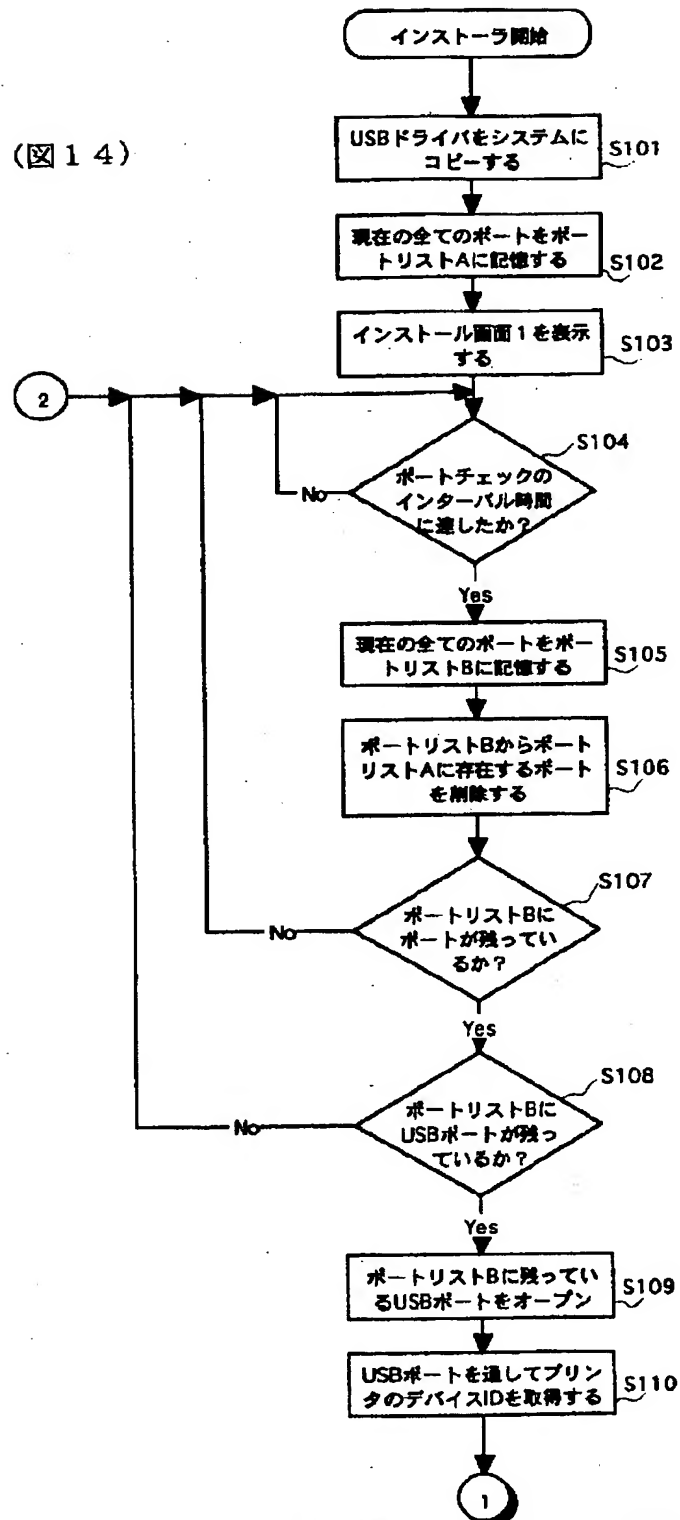 (図14)
インストーラ開始
USBドライバをシステムに
コピーする
S101
現在の全てのポートをポー
トリストAに記憶する
S102
インストール画面1を表示
する
S103
2
S104
ポートチェックの
インターバル時間
に達したか?
No
Yes
現在の全てのポートをポー
トリストBに記憶する
S105
ポートリストBからポート
リストAに存在するポート
を削除する
S106
S107
ポートリストBに
ポートが残ってい
るか?
No
Yes
S108
ポートリストBに
USBポートが残っ
ているか?
No
Yes
ポートリストBに残ってい
るUSBポートをオープン
S109
USBポートを通してプリン
タのデバイスIDを取得する
S110
1